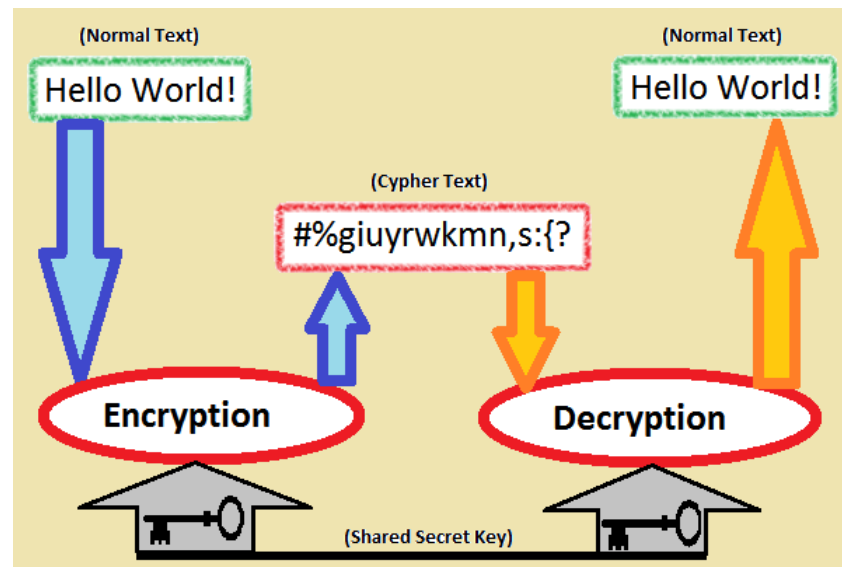 (Normal Text)
(Normal Text)
Hello World!
Hello World!
(Cypher Text)
#%giuyrwkmn,s:{?
Encryption
Decryption
(Shared Secret Key)